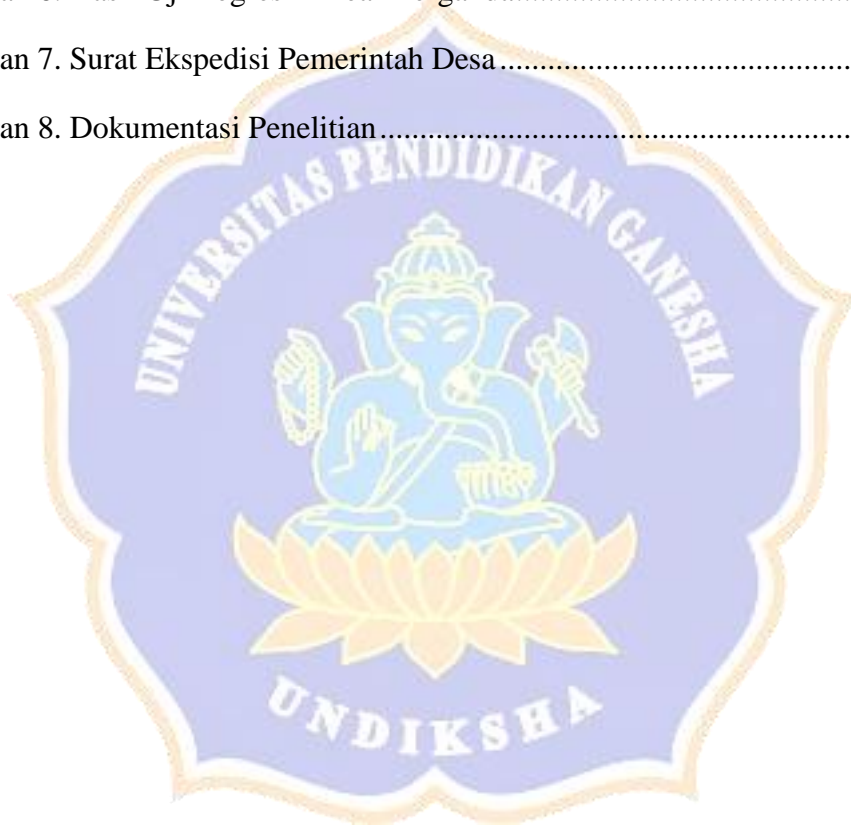 an 7. Surat Ekspedisi Pemerintah Desa....................................................
an 8. Dokumentasi Penelitian....................................................
UNIVERSITAS PENDIDIKAN GANESHA
UNDIKSHA